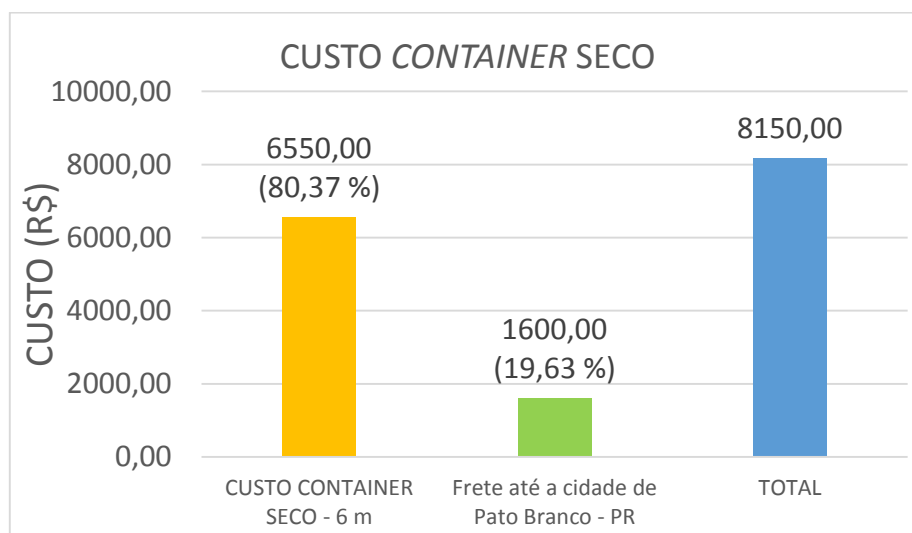 CUSTO CONTAINER SECO
CUSTO (R$)
10000,00
8000,00
6000,00
4000,00
2000,00
0,00
6550,00
(80,37 %)
1600,00
(19,63 %)
8150,00
CUSTO CONTAINER
SECO - 6 m
Frete até a cidade de
Pato Branco - PR
TOTAL